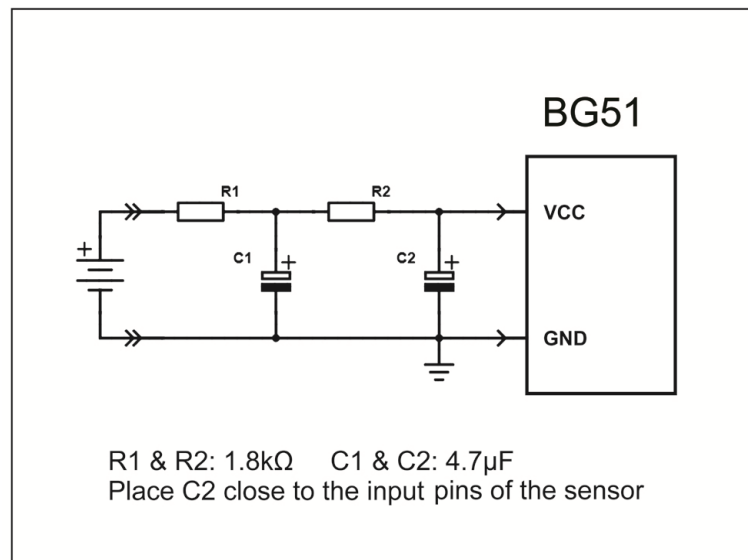 BG51
R1
R2
VCC
+
C1
+
C2
+
GND
R1 & R2: 1.8kΩ C1 & C2: 4.7µF
Place C2 close to the input pins of the sensor